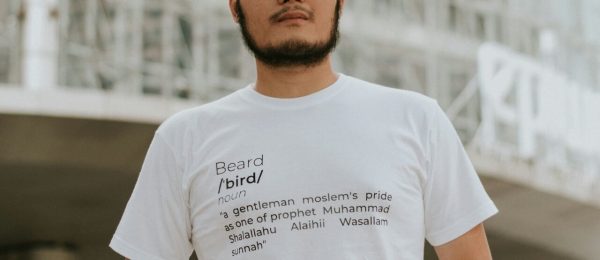 Beard
/'bird/
noun
"a gentleman moslem's pride
as one of prophet Muhammad
Shalallahu Alaihii Wasallam
sunnah"